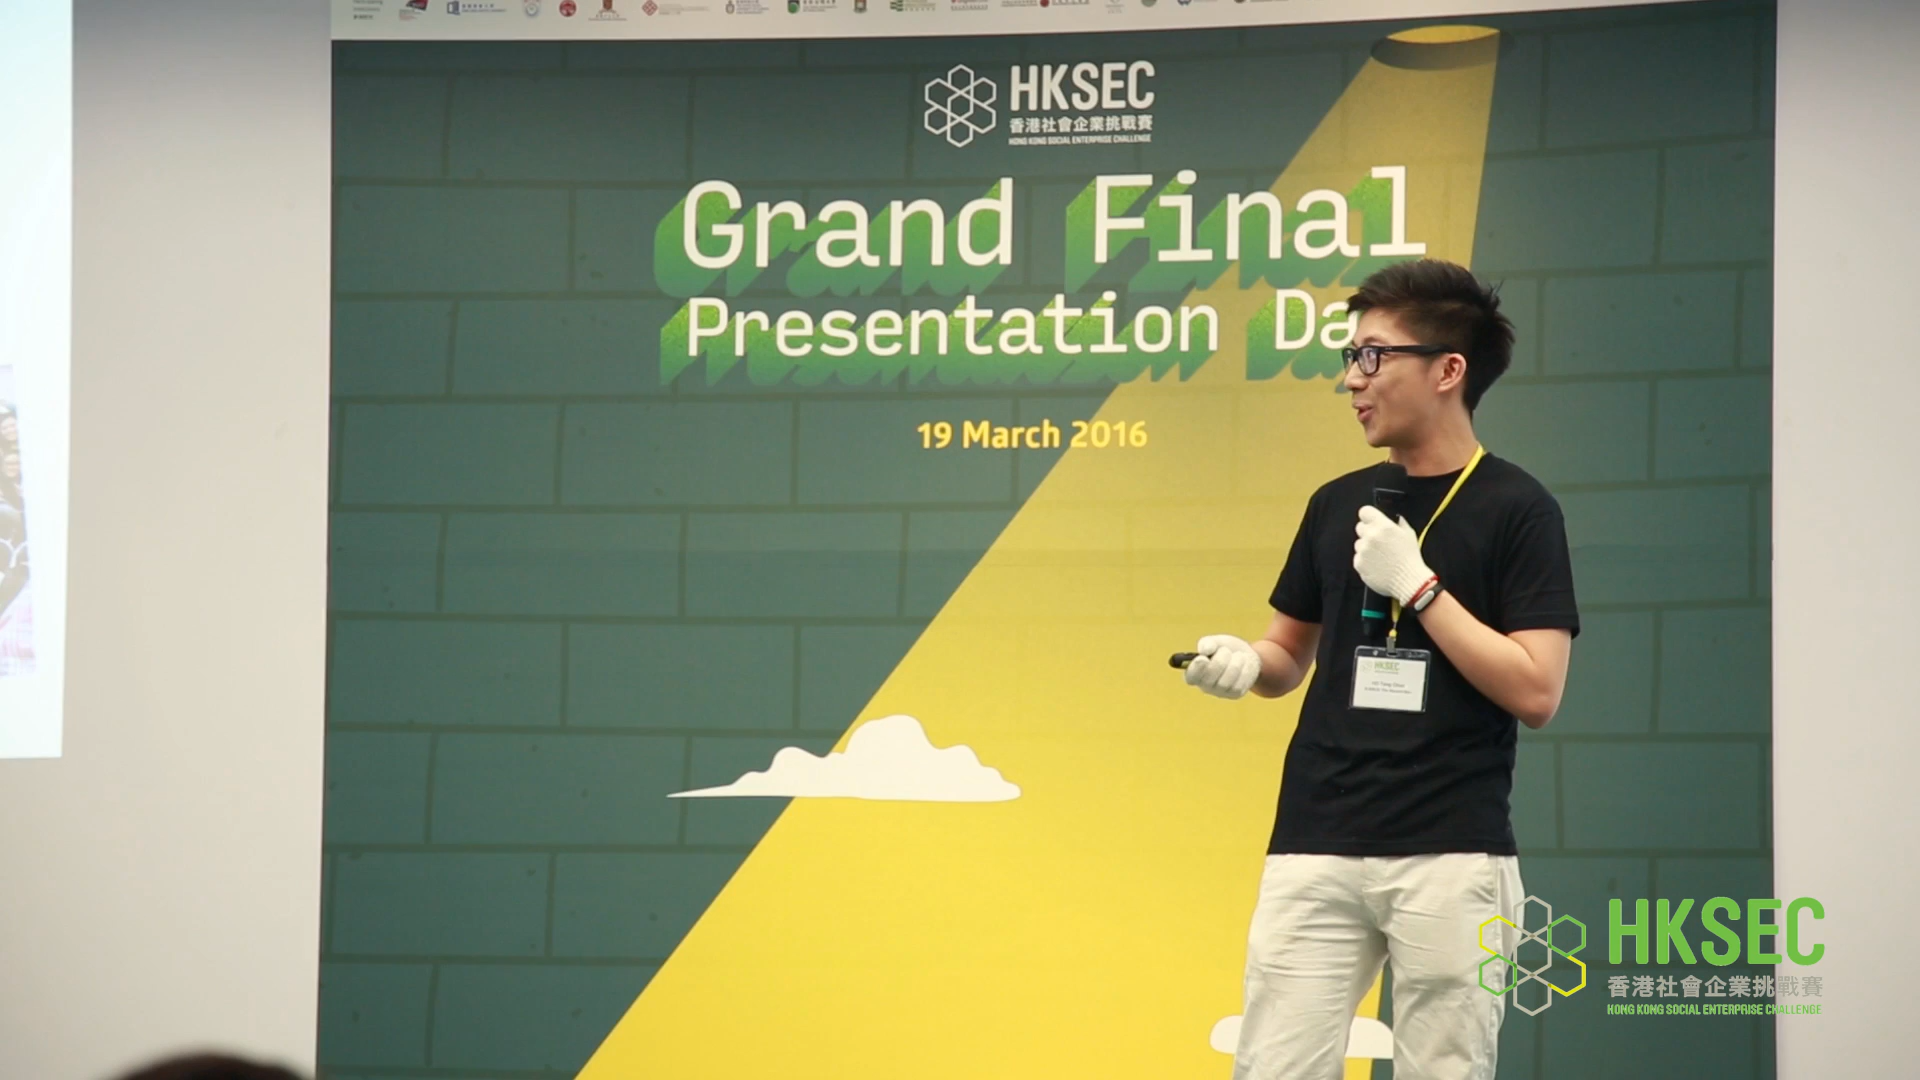 HKSEC
香港社會企業挑戰賽
HONG KONG SOCIAL ENTERPRISE CHALLENGE
Grand Final
Presentation Da
19 March 2016
HKSEC
HKSEC
香港社會企業挑戰賽
HONG KONG SOCIAL ENTERPRISE CHALLENGE